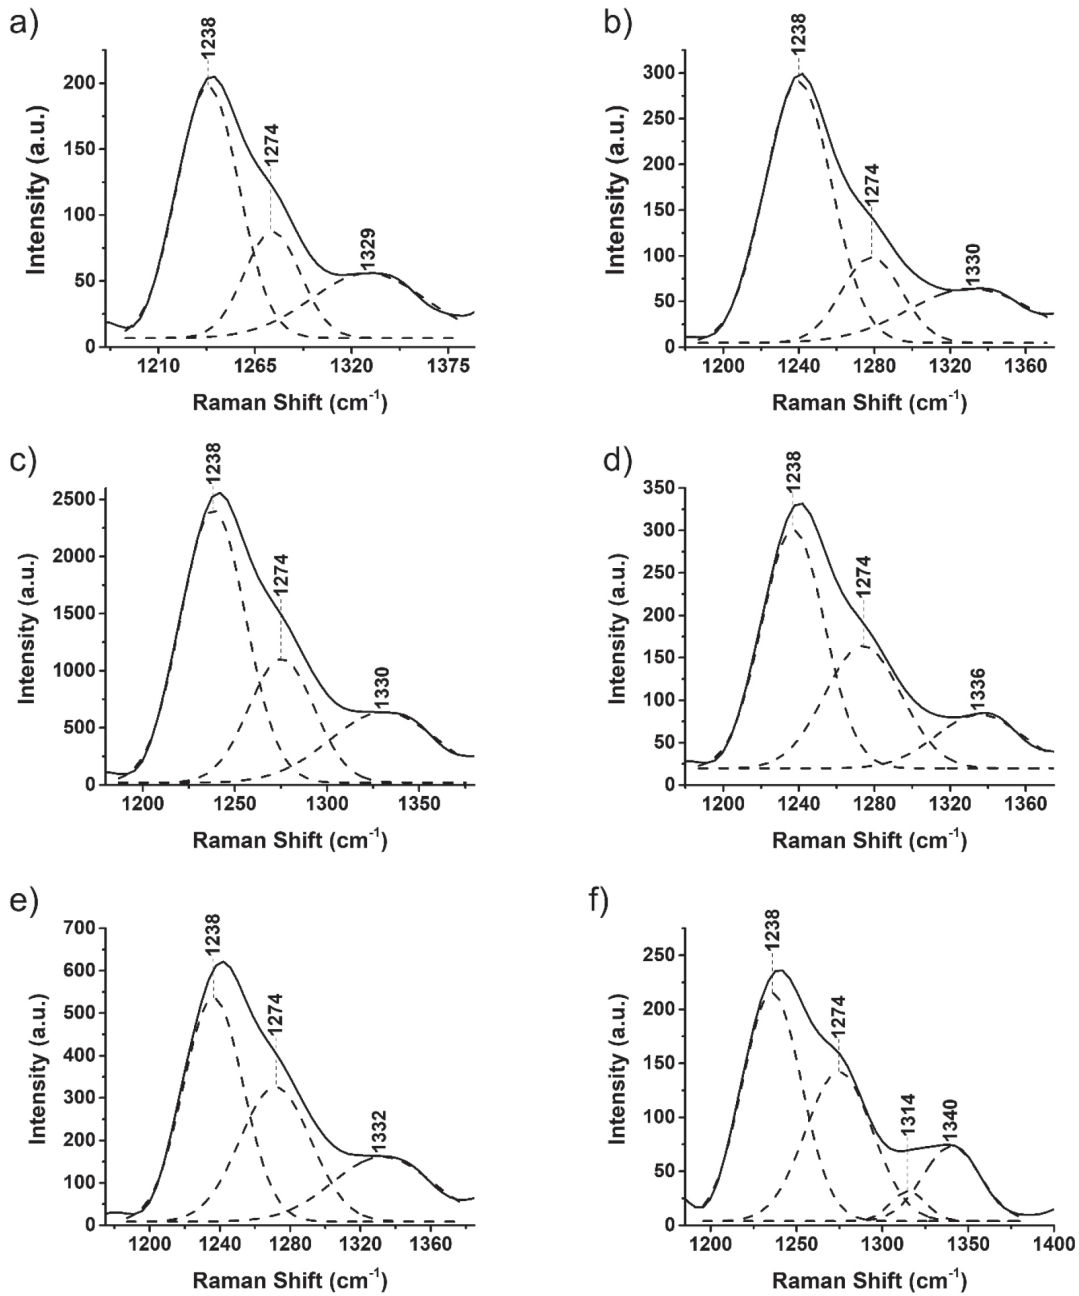 a)
1238
1274
1329
200
150
100
50
0
Intensity (a.u.)
1210 1265 1320 1375
Raman Shift (cm-1)
b)
1238
1274
1330
300
250
200
150
100
50
0
Intensity (a.u.)
1200 1240 1280 1320 1360
Raman Shift (cm-1)
c)
1238
1274
1330
2500
2000
1500
1000
500
0
Intensity (a.u.)
1200 1250 1300 1350
Raman Shift (cm-1)
d)
1238
1274
1336
350
300
250
200
150
100
50
0
Intensity (a.u.)
1200 1240 1280 1320 1360
Raman Shift (cm-1)
e)
1238
1274
1332
700
600
500
400
300
200
100
0
Intensity (a.u.)
1200 1240 1280 1320 1360
Raman Shift (cm-1)
f)
1238
1274
1314
1340
250
200
150
100
50
0
Intensity (a.u.)
1200 1250 1300 1350 1400
Raman Shift (cm-1)